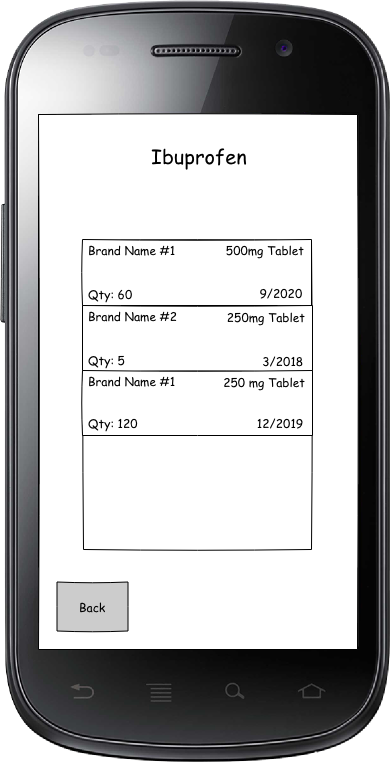 Ibuprofen
Brand Name #1 500mg Tablet
Qty: 60 9/2020
Brand Name #2 250mg Tablet
Qty: 5 3/2018
Brand Name #1 250 mg Tablet
Qty: 120 12/2019
Back